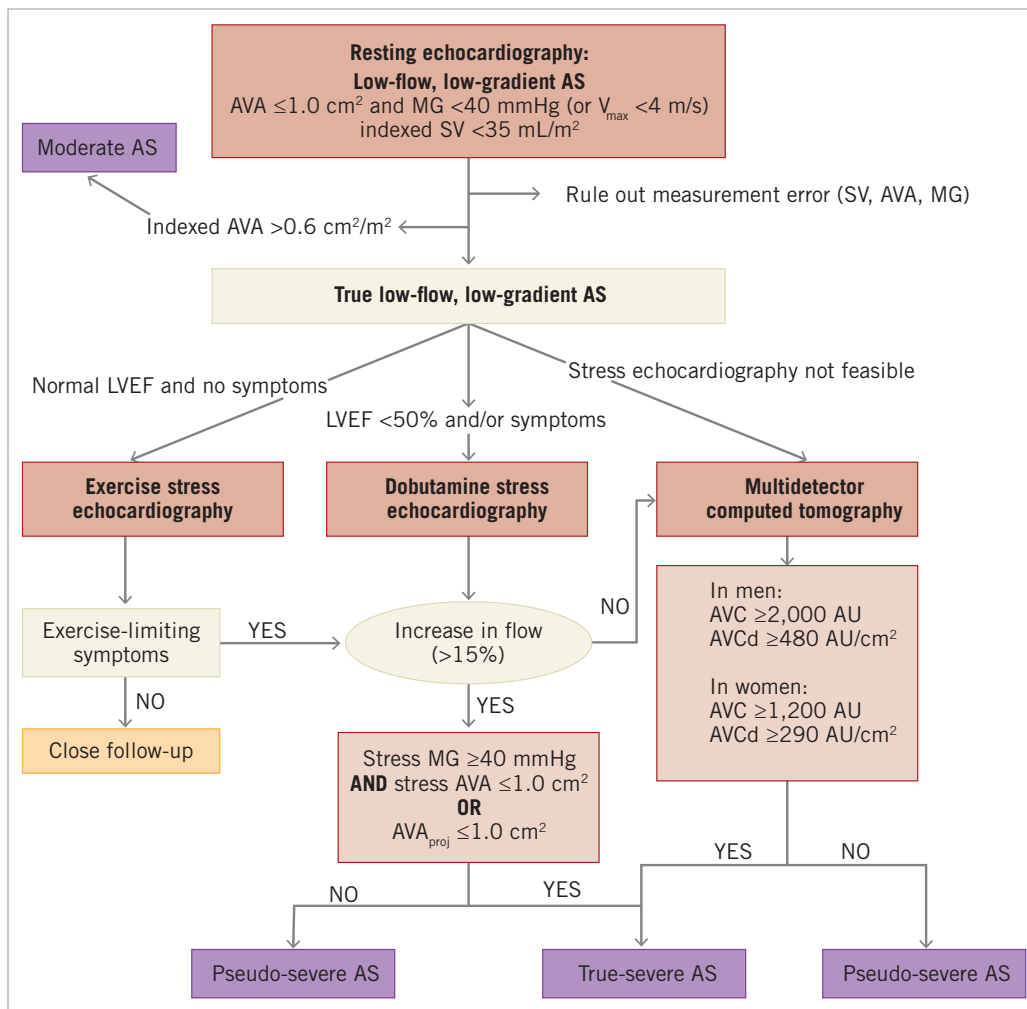 Resting echocardiography:
Low-flow, low-gradient AS
AVA ≤1.0 cm² and MG <40 mmHg (or Vmax <4 m/s)
indexed SV <35 mL/m²
Moderate AS
Rule out measurement error (SV, AVA, MG)
Indexed AVA >0.6 cm²/m²
True low-flow, low-gradient AS
Normal LVEF and no symptoms
Stress echocardiography not feasible
LVEF <50% and/or symptoms
Exercise stress
echocardiography
Dobutamine stress
echocardiography
Multidetector
computed tomography
Exercise-limiting
symptoms
YES
Increase in flow
(>15%)
NO
In men:
AVC ≥2,000 AU
AVCd ≥480 AU/cm²
In women:
AVC ≥1,200 AU
AVCd ≥290 AU/cm²
NO
YES
Close follow-up
Stress MG ≥40 mmHg
AND stress AVA ≤1.0 cm²
OR
AVAproj ≤1.0 cm²
YES
NO
NO
YES
Pseudo-severe AS
True-severe AS
Pseudo-severe AS